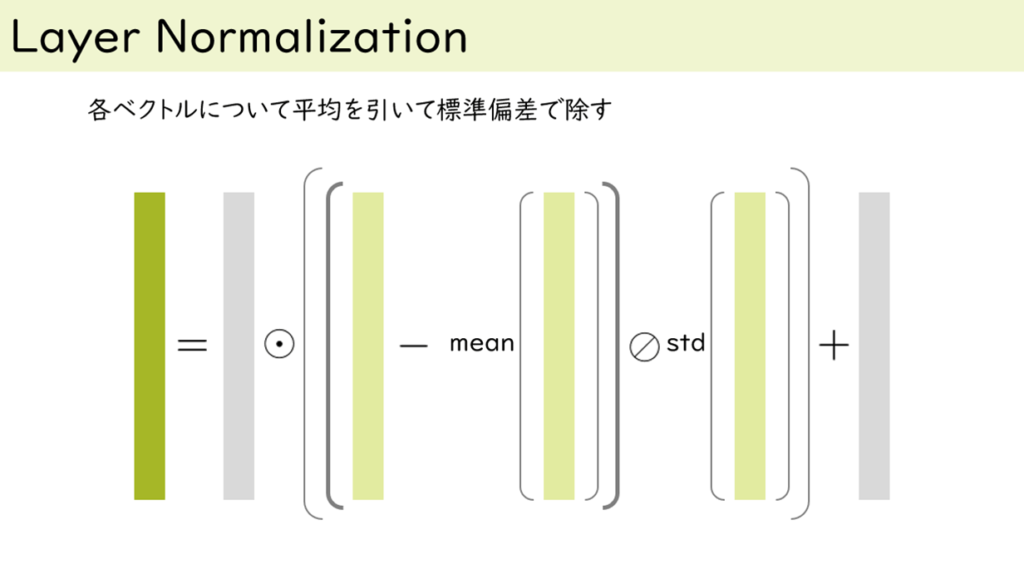 Layer Normalization
各ベクトルについて平均を引いて標準偏差で除す
= ⊙ ( ( − mean ( ) ) ⊘ std ( ) ) +